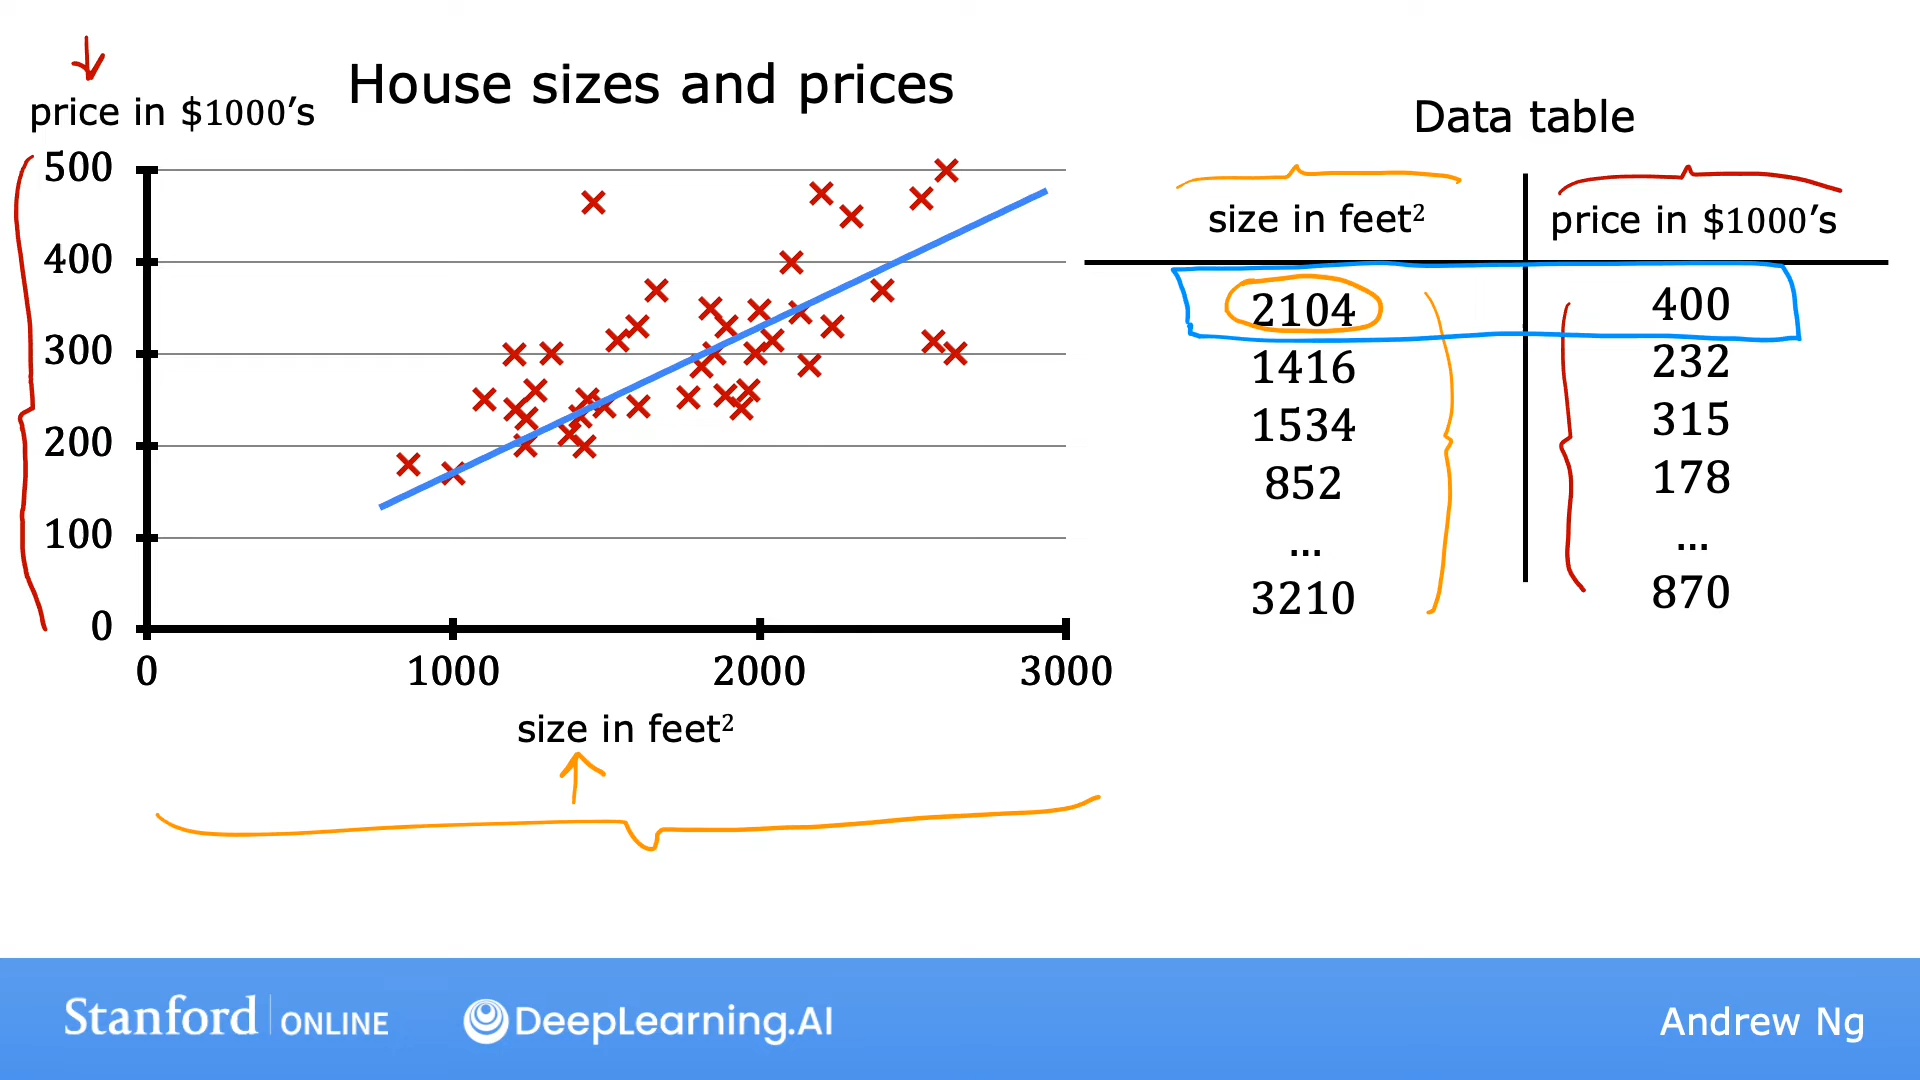 House sizes and prices
price in $1000's
500
400
300
200
100
0
0 1000 2000 3000
size in feet²
Data table
size in feet² price in $1000's
2104 400
1416 232
1534 315
852 178
... ...
3210 870
Stanford ONLINE DeepLearning.AI Andrew Ng